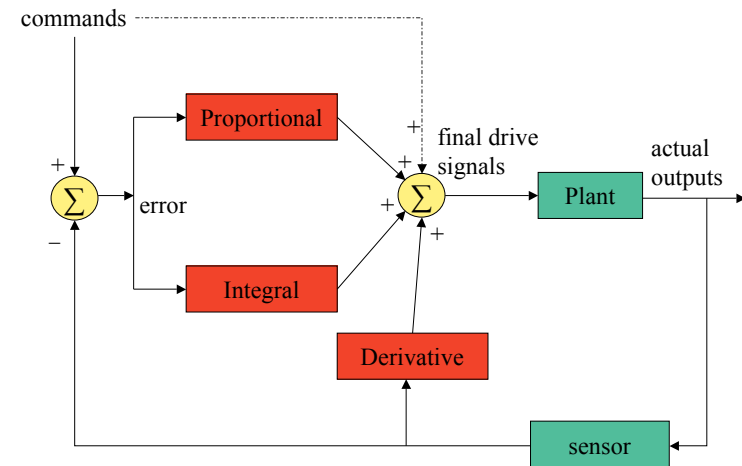 commands
+
Proportional
+
final drive
signals
actual
outputs
+
+
∑
error
+
∑
+
Plant
−
Integral
Derivative
sensor